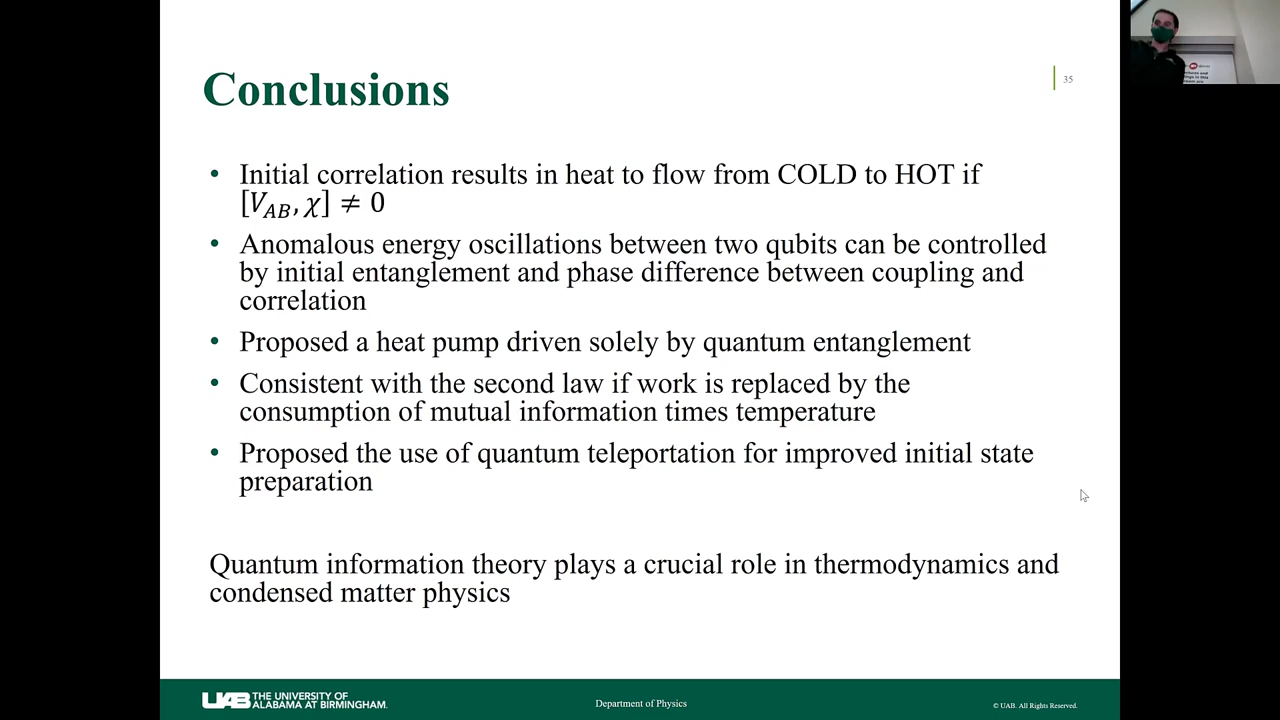 Conclusions
35
• Initial correlation results in heat to flow from COLD to HOT if
[V_{AB}, χ] ≠ 0
• Anomalous energy oscillations between two qubits can be controlled
by initial entanglement and phase difference between coupling and
correlation
• Proposed a heat pump driven solely by quantum entanglement
• Consistent with the second law if work is replaced by the
consumption of mutual information times temperature
• Proposed the use of quantum teleportation for improved initial state
preparation
Quantum information theory plays a crucial role in thermodynamics and
condensed matter physics
UAB THE UNIVERSITY OF
ALABAMA AT BIRMINGHAM.
Department of Physics
© UAB. All Rights Reserved.